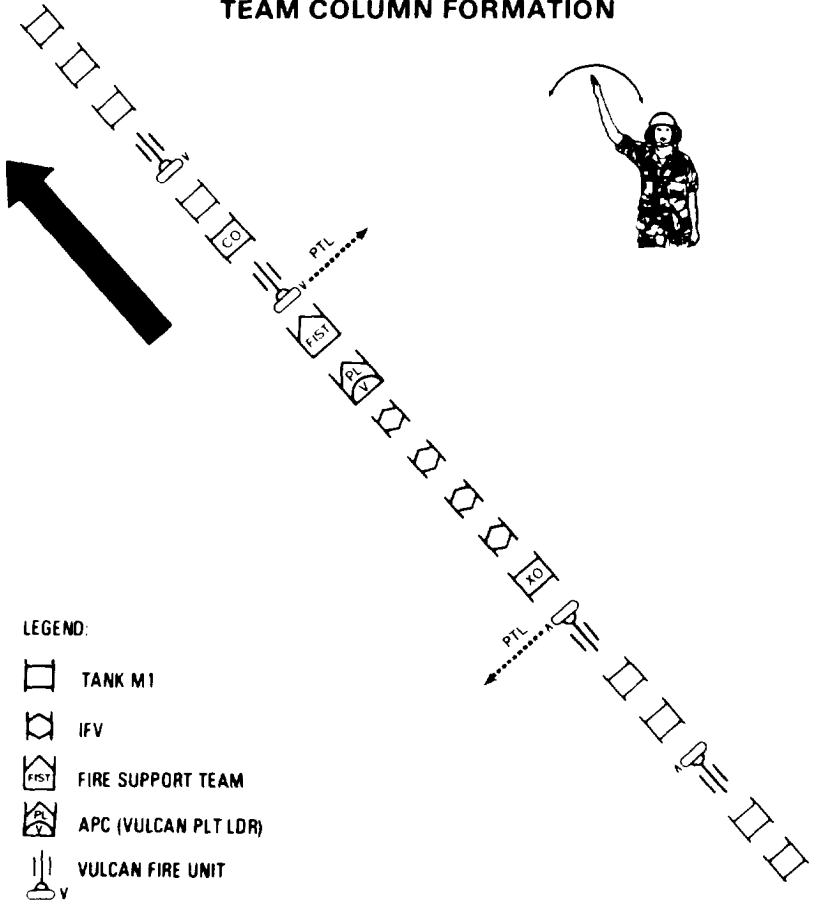 TEAM COLUMN FORMATION
V
CO
PTL
V
FIST
PL
V
XO
PTL
V
V
LEGEND:
TANK M1
IFV
FIST
FIRE SUPPORT TEAM
PL
V
APC (VULCAN PLT LDR)
VULCAN FIRE UNIT
V